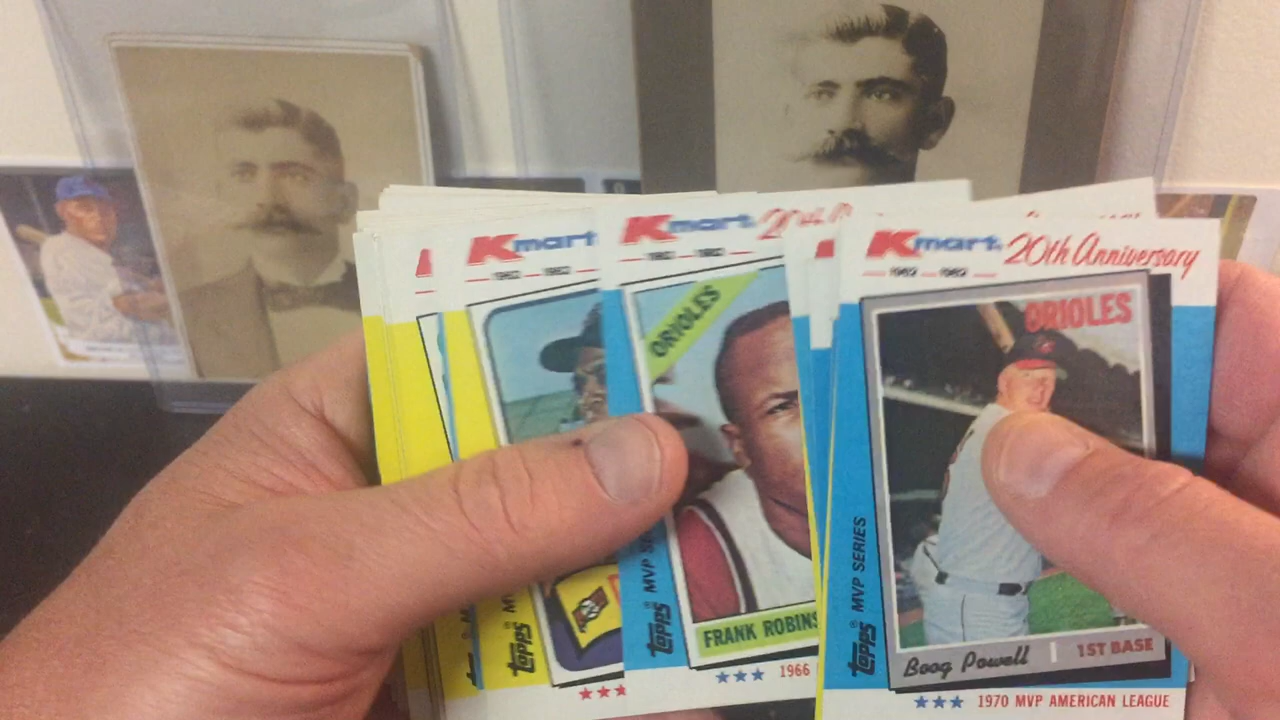 Kmart
1962 — 1982
Kmart 20th
1962 — 1982
Kmart 20th Anniversary
1962 — 1982
ORIOLES
ORIOLES
Topps® MVP SERIES
FRANK ROBINS
Boog Powell 1ST BASE
Topps
Topps MVP
★★★
★★★ 1966
★★★ 1970 MVP AMERICAN LEAGUE